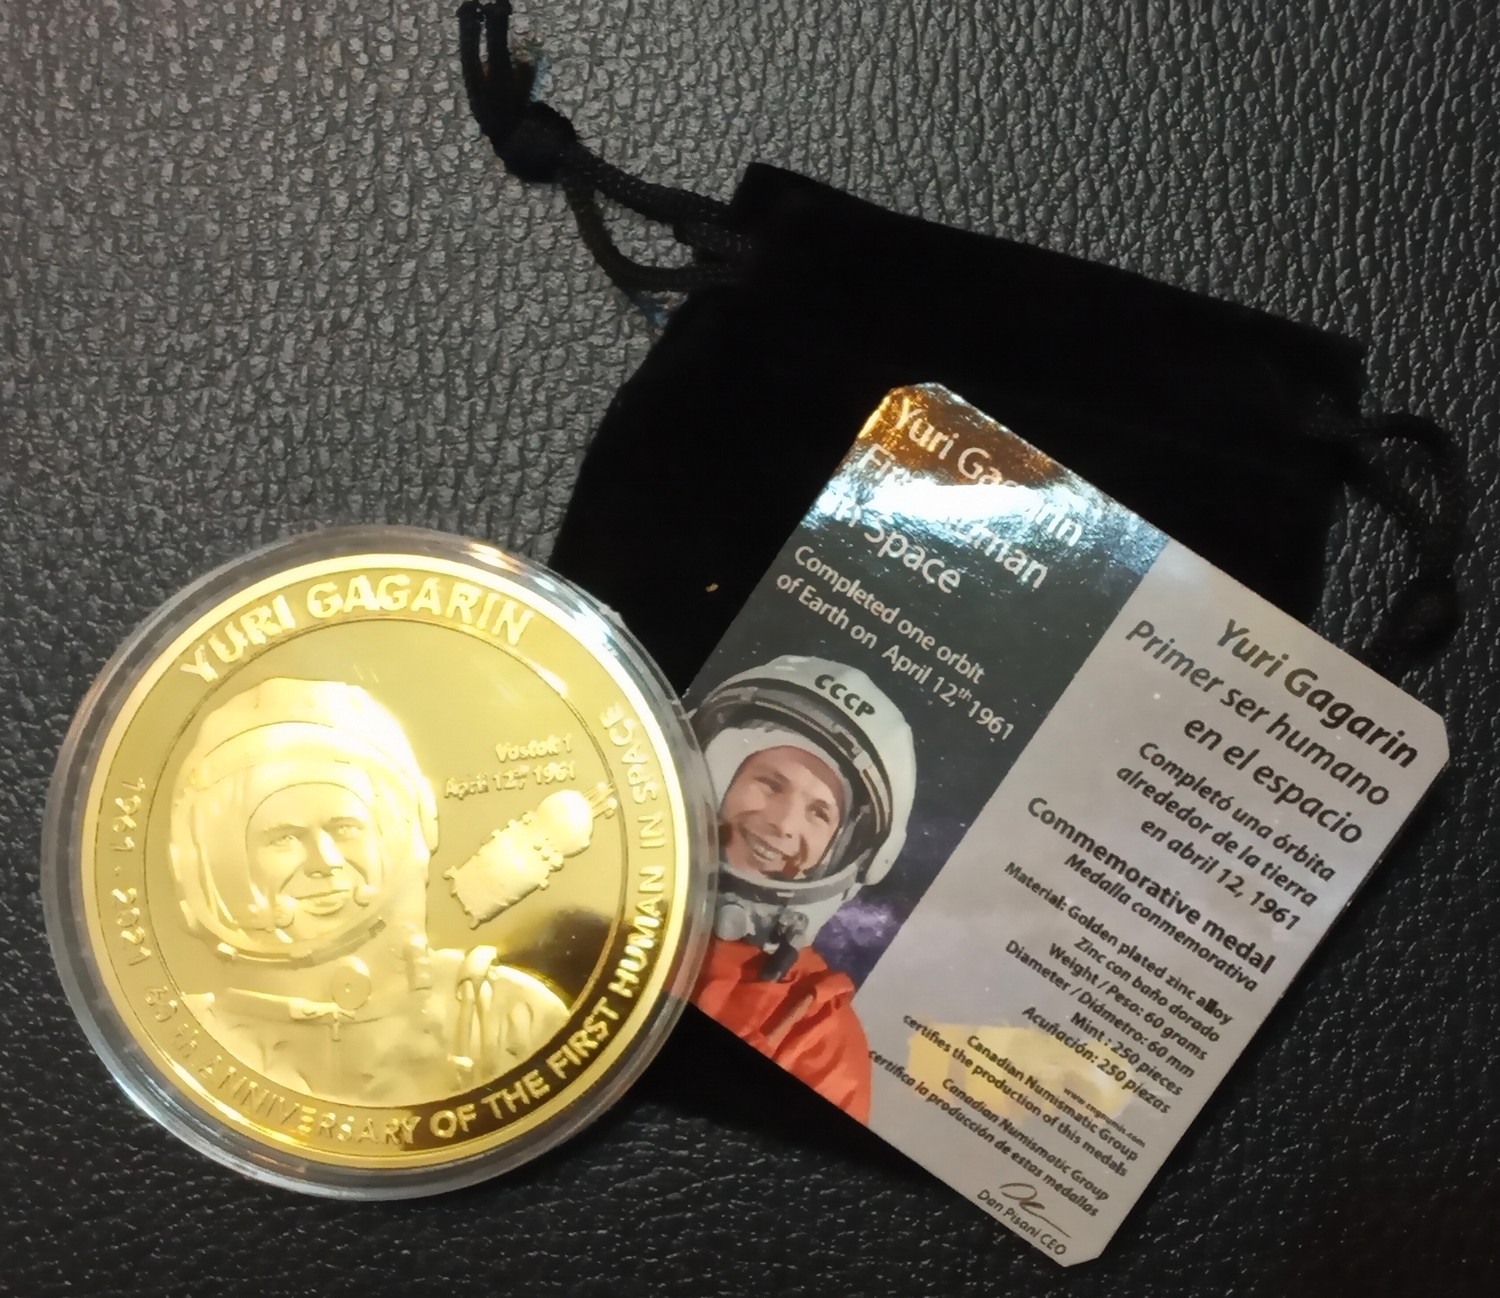 YURI GAGARIN
1961 . 2021 60 th ANNIVERSARY OF THE FIRST HUMAN IN SPACE
Vostok 1
April 12th 1961
Yuri Gagarin
First Human
in Space
Completed one orbit
of Earth on April 12th 1961
CCCP
Yuri Gagarin
Primer ser humano
en el espacio
Completó una órbita
alrededor de la tierra
en abril 12, 1961
Commemorative medal
Medalla conmemorativa
Material: Golden plated zinc alloy
Zinc con baño dorado
Weight / Peso: 60 grams
Diameter / Diámetro: 60 mm
Mint : 250 pieces
Acuñación: 250 piezas
Canadian Numismatic Group
certifies the production of this medals
Canadian Numismatic Group
certifica la producción de estas medallas
Dan Pisani CEO